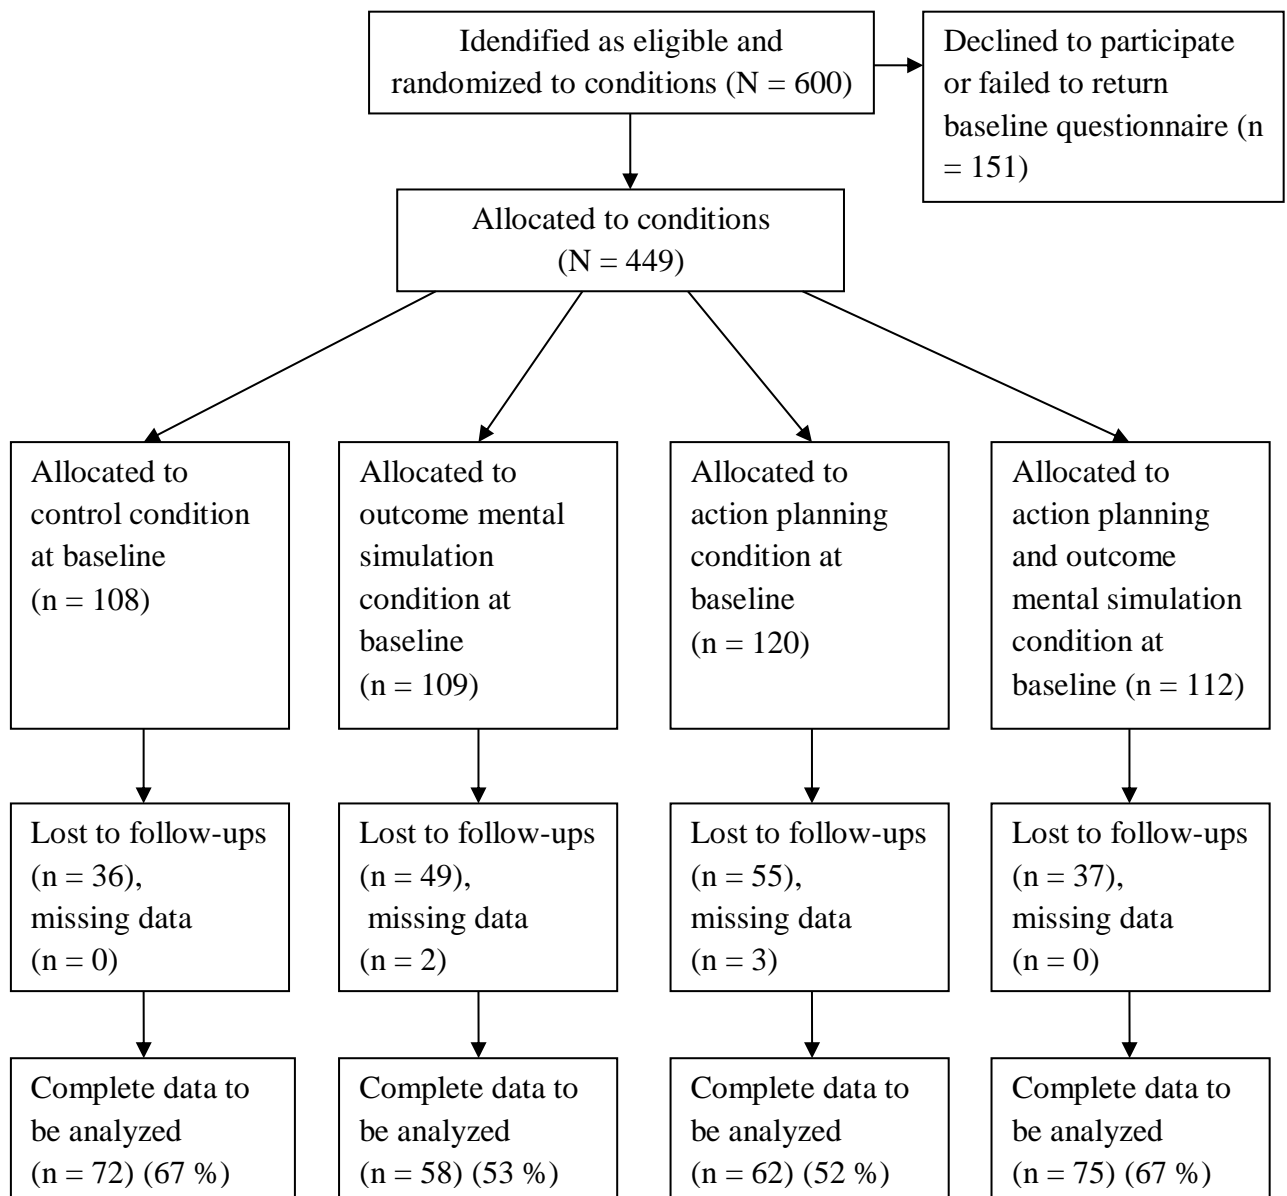 Idendified as eligible and
randomized to conditions (N = 600)
Declined to participate
or failed to return
baseline questionnaire (n
= 151)
Allocated to conditions
(N = 449)
Allocated to
control condition
at baseline
(n = 108)
Allocated to
outcome mental
simulation
condition at
baseline
(n = 109)
Allocated to
action planning
condition at
baseline
(n = 120)
Allocated to
action planning
and outcome
mental simulation
condition at
baseline (n = 112)
Lost to follow-ups
(n = 36),
missing data
(n = 0)
Lost to follow-ups
(n = 49),
missing data
(n = 2)
Lost to follow-ups
(n = 55),
missing data
(n = 3)
Lost to follow-ups
(n = 37),
missing data
(n = 0)
Complete data to
be analyzed
(n = 72) (67 %)
Complete data to
be analyzed
(n = 58) (53 %)
Complete data to
be analyzed
(n = 62) (52 %)
Complete data to
be analyzed
(n = 75) (67 %)